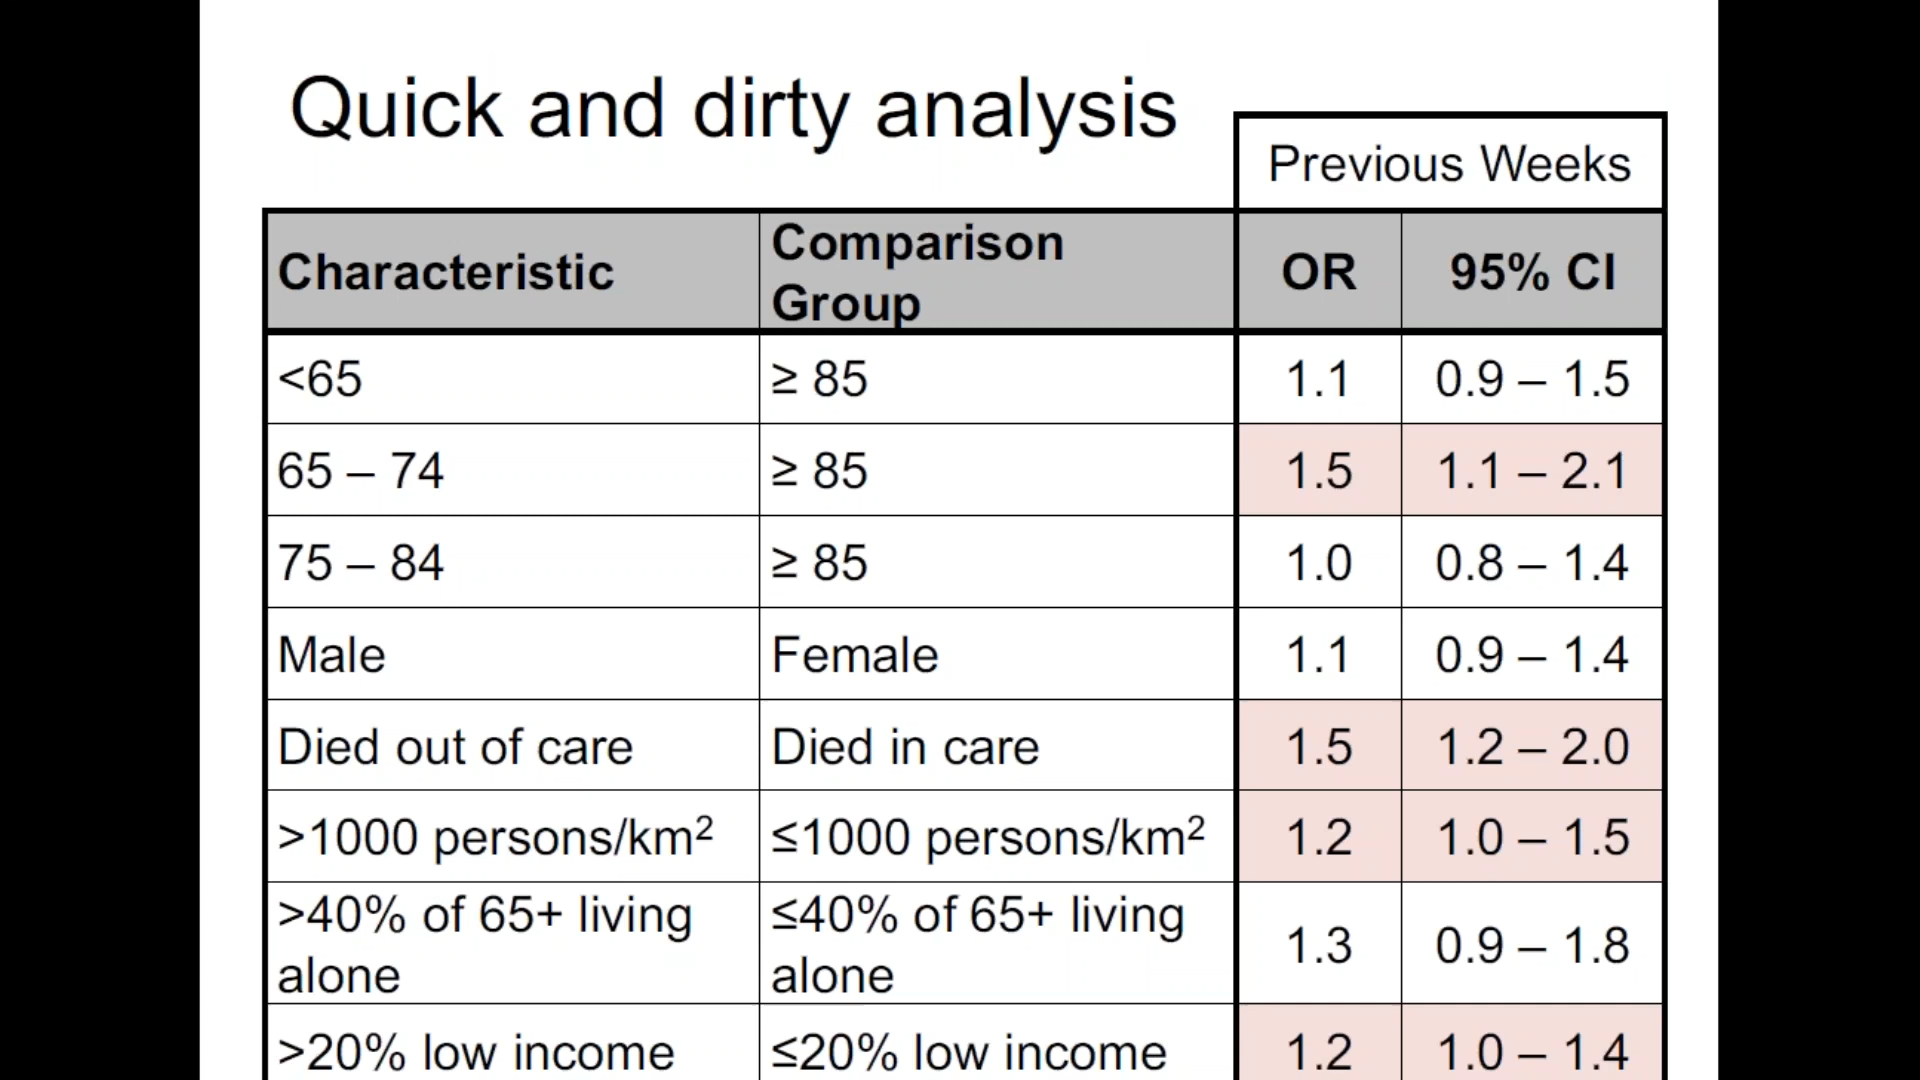 Quick and dirty analysis
Previous Weeks
Characteristic
Comparison
Group
OR
95% CI
<65
≥ 85
1.1
0.9 – 1.5
65 – 74
≥ 85
1.5
1.1 – 2.1
75 – 84
≥ 85
1.0
0.8 – 1.4
Male
Female
1.1
0.9 – 1.4
Died out of care
Died in care
1.5
1.2 – 2.0
>1000 persons/km²
≤1000 persons/km²
1.2
1.0 – 1.5
>40% of 65+ living
alone
≤40% of 65+ living
alone
1.3
0.9 – 1.8
>20% low income
≤20% low income
1.2
1.0 – 1.4